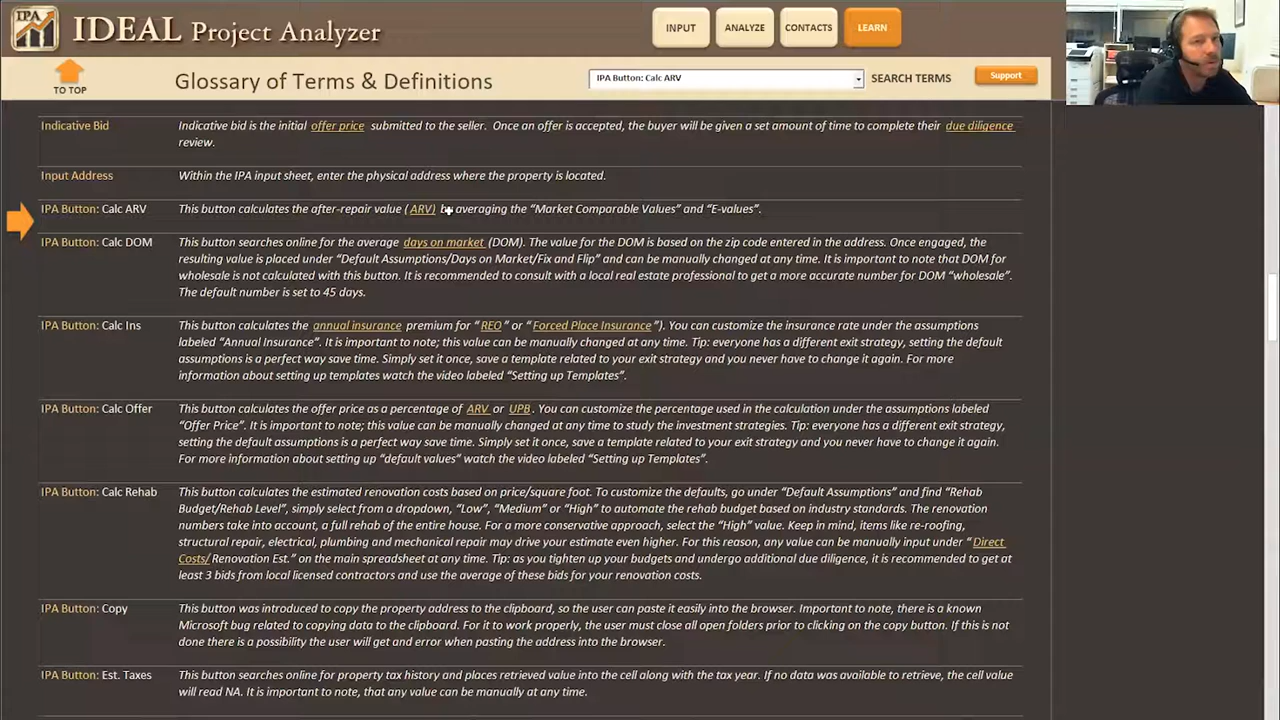 IPA
IDEAL Project Analyzer
INPUT
ANALYZE
CONTACTS
LEARN
TO TOP
Glossary of Terms & Definitions
IPA Button: Calc ARV
SEARCH TERMS
Support
Indicative Bid
Indicative bid is the initial offer price submitted to the seller. Once an offer is accepted, the buyer will be given a set amount of time to complete their due diligence
review.
Input Address
Within the IPA input sheet, enter the physical address where the property is located.
IPA Button: Calc ARV
This button calculates the after-repair value ( ARV) by averaging the "Market Comparable Values" and "E-values".
IPA Button: Calc DOM
This button searches online for the average days on market (DOM). The value for the DOM is based on the zip code entered in the address. Once engaged, the
resulting value is placed under "Default Assumptions/Days on Market/Fix and Flip" and can be manually changed at any time. It is important to note that DOM for
wholesale is not calculated with this button. It is recommended to consult with a local real estate professional to get a more accurate number for DOM "wholesale".
The default number is set to 45 days.
IPA Button: Calc Ins
This button calculates the annual insurance premium for "REO" or "Forced Place Insurance"). You can customize the insurance rate under the assumptions
labeled "Annual Insurance". It is important to note; this value can be manually changed at any time. Tip: everyone has a different exit strategy, setting the default
assumptions is a perfect way save time. Simply set it once, save a template related to your exit strategy and you never have to change it again. For more
information about setting up templates watch the video labeled "Setting up Templates".
IPA Button: Calc Offer
This button calculates the offer price as a percentage of ARV or UPB. You can customize the percentage used in the calculation under the assumptions labeled
"Offer Price". It is important to note; this value can be manually changed at any time to study the investment strategies. Tip: everyone has a different exit strategy,
setting the default assumptions is a perfect way save time. Simply set it once, save a template related to your exit strategy and you never have to change it again.
For more information about setting up "default values" watch the video labeled "Setting up Templates".
IPA Button: Calc Rehab
This button calculates the estimated renovation costs based on price/square foot. To customize the defaults, go under "Default Assumptions" and find "Rehab
Budget/Rehab Level", simply select from a dropdown, "Low", "Medium" or "High" to automate the rehab budget based on industry standards. The renovation
numbers take into account, a full rehab of the entire house. For a more conservative approach, select the "High" value. Keep in mind, items like re-roofing,
structural repair, electrical, plumbing and mechanical repair may drive your estimate even higher. For this reason, any value can be manually input under "Direct
Costs/Renovation Est." on the main spreadsheet at any time. Tip: as you tighten up your budgets and undergo additional due diligence, it is recommended to get at
least 3 bids from local licensed contractors and use the average of these bids for your renovation costs.
IPA Button: Copy
This button was introduced to copy the property address to the clipboard, so the user can paste it easily into the browser. Important to note, there is a known
Microsoft bug related to copying data to the clipboard. For it to work properly, the user must close all open folders prior to clicking on the copy button. If this is not
done there is a possibility the user will get and error when pasting the address into the browser.
IPA Button: Est. Taxes
This button searches online for property tax history and places retrieved value into the cell along with the tax year. If no data was available to retrieve, the cell value
will read NA. It is important to note, that any value can be manually at any time.